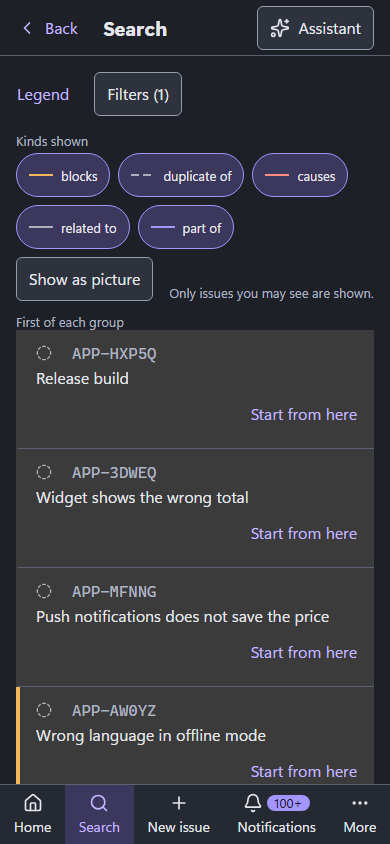 Back
Search
Assistant
Legend
Filters (1)
Kinds shown
blocks
duplicate of
causes
related to
part of
Show as picture
Only issues you may see are shown.
First of each group
APP-HXP5Q
Release build
Start from here
APP-3DWEQ
Widget shows the wrong total
Start from here
APP-MFNNG
Push notifications does not save the price
Start from here
APP-AW0YZ
Wrong language in offline mode
Start from here
Home
Search
New issue
100+
Notifications
More